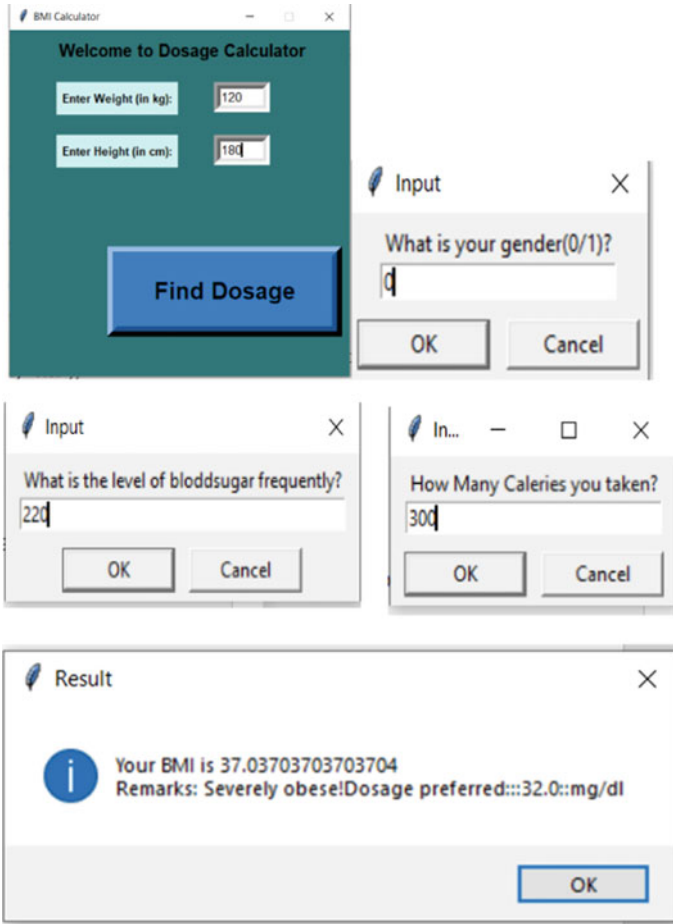 BMI Calculator
Welcome to Dosage Calculator
Enter Weight (in kg):
120
Enter Height (in cm):
180
Find Dosage
Input
What is your gender(0/1)?
0
OK
Cancel
Input
What is the level of bloddsugar frequently?
220
OK
Cancel
In...
How Many Caleries you taken?
300
OK
Cancel
Result
Your BMI is 37.03703703703704
Remarks: Severely obese!Dosage preferred:::32.0::mg/dl
OK